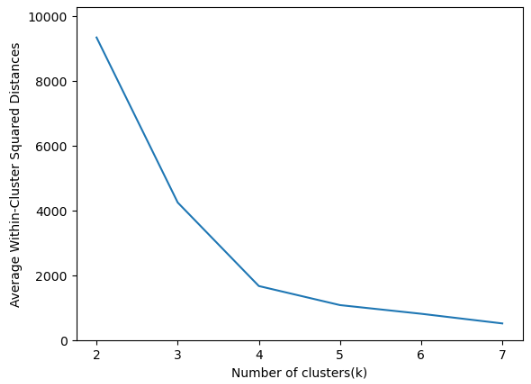 10000
8000
6000
4000
2000
0
Average Within-Cluster Squared Distances
2 3 4 5 6 7
Number of clusters(k)